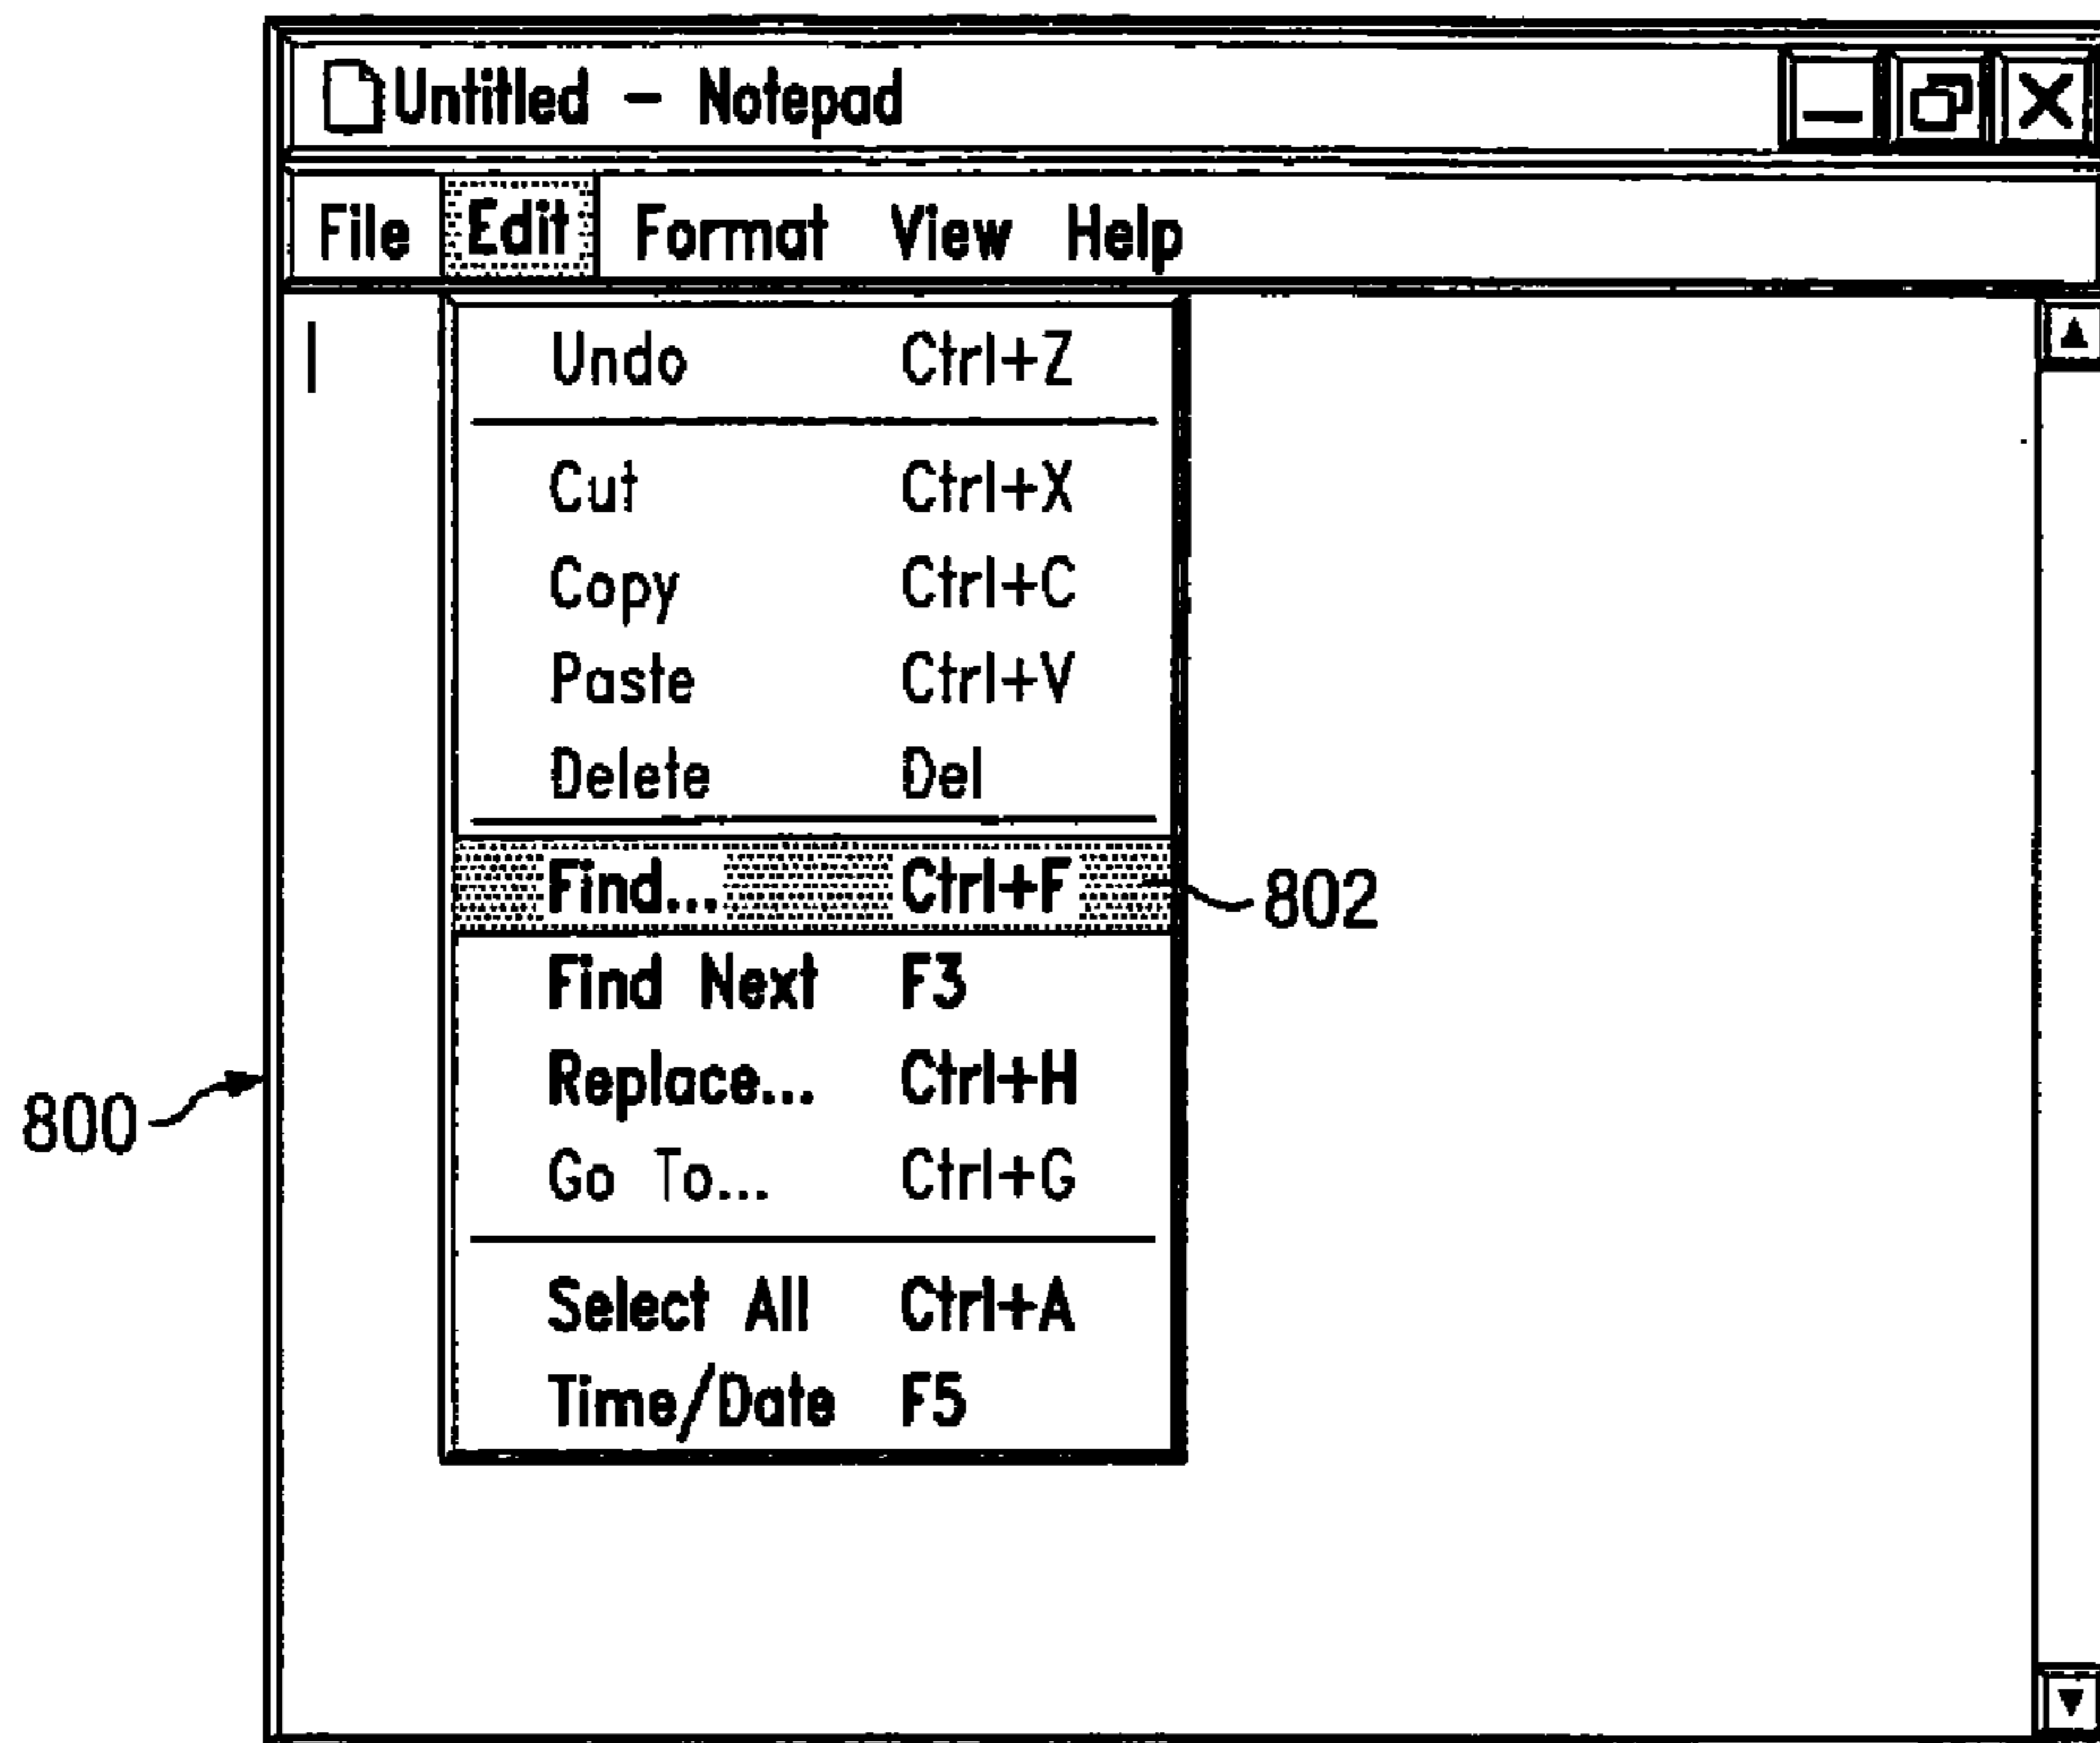 Untitled – Notepad
File Edit Format View Help
Undo Ctrl+Z
Cut Ctrl+X
Copy Ctrl+C
Paste Ctrl+V
Delete Del
Find... Ctrl+F
802
Find Next F3
Replace... Ctrl+H
800
Go To... Ctrl+G
Select All Ctrl+A
Time/Date F5